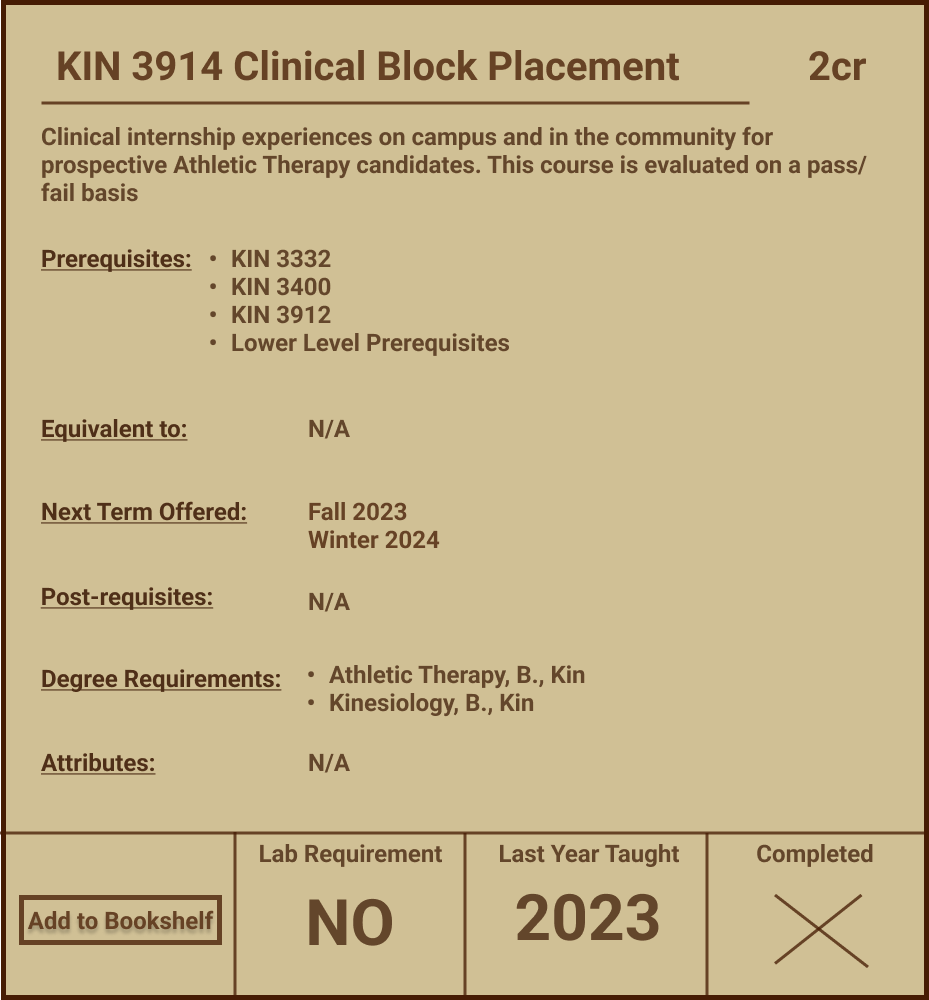 KIN 3914 Clinical Block Placement 2cr
Clinical internship experiences on campus and in the community for
prospective Athletic Therapy candidates. This course is evaluated on a pass/
fail basis
Prerequisites: • KIN 3332
• KIN 3400
• KIN 3912
• Lower Level Prerequisites
Equivalent to: N/A
Next Term Offered: Fall 2023
Winter 2024
Post-requisites: N/A
Degree Requirements: • Athletic Therapy, B., Kin
• Kinesiology, B., Kin
Attributes: N/A
Add to Bookshelf
Lab Requirement
NO
Last Year Taught
2023
Completed